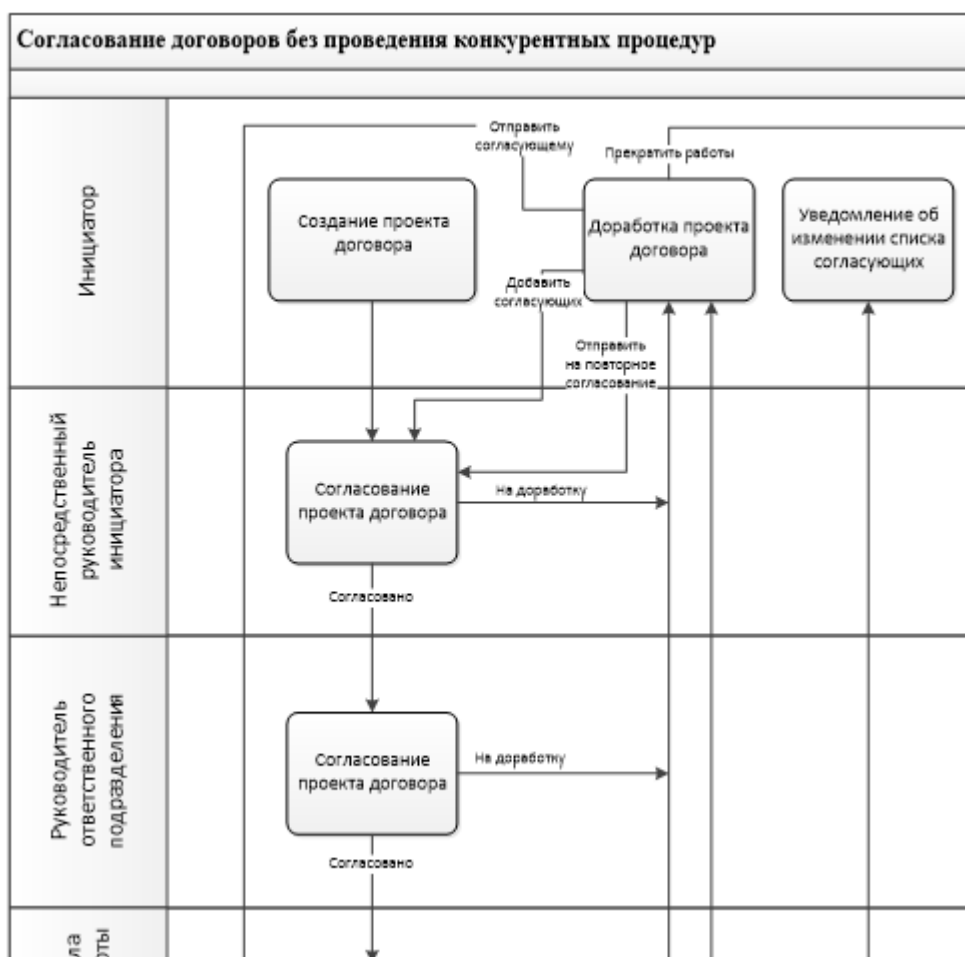 Согласование договоров без проведения конкурентных процедур
Инициатор
Отправить
согласующему
Прекратить работы
Создание проекта
договора
Доработка проекта
договора
Уведомление об
изменении списка
согласующих
Добавить
согласующих
Отправить
на повторное
согласование
Непосредственный
руководитель
инициатора
Согласование
проекта договора
На доработку
Согласовано
Руководитель
ответственного
подразделения
Согласование
проекта договора
На доработку
Согласовано